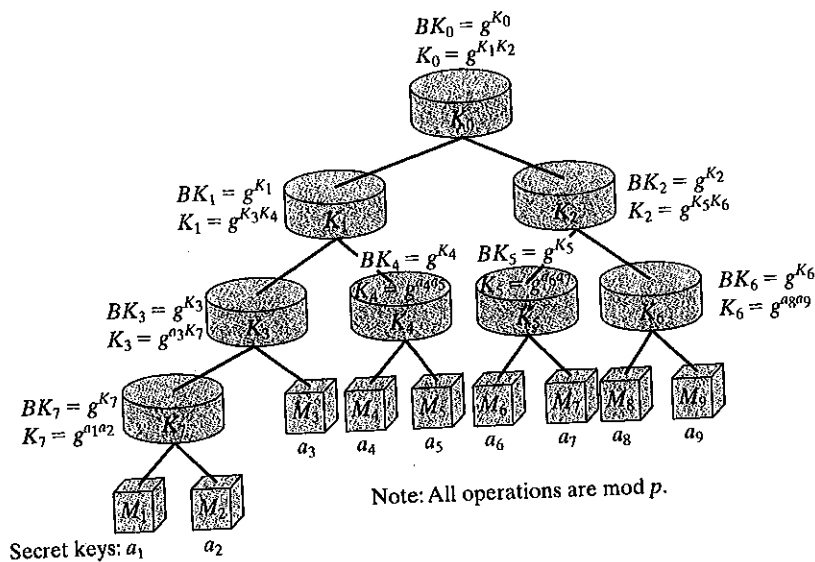 BK₀ = g^K₀
K₀ = g^K₁K₂
K₀
BK₁ = g^K₁
K₁ = g^K₃K₄
K₁
BK₂ = g^K₂
K₂ = g^K₅K₆
K₂
BK₃ = g^K₃
K₃ = g^a₃K₇
K₃
BK₄ = g^K₄
K₄ = g^a₄a₅
K₄
BK₅ = g^K₅
K₅ = g^a₆a₇
K₅
BK₆ = g^K₆
K₆ = g^a₈a₉
K₆
BK₇ = g^K₇
K₇ = g^a₁a₂
K₇
M₃ M₄ M₅ M₆ M₇ M₈ M₉
a₃ a₄ a₅ a₆ a₇ a₈ a₉
M₁ M₂
Note: All operations are mod p.
Secret keys: a₁ a₂